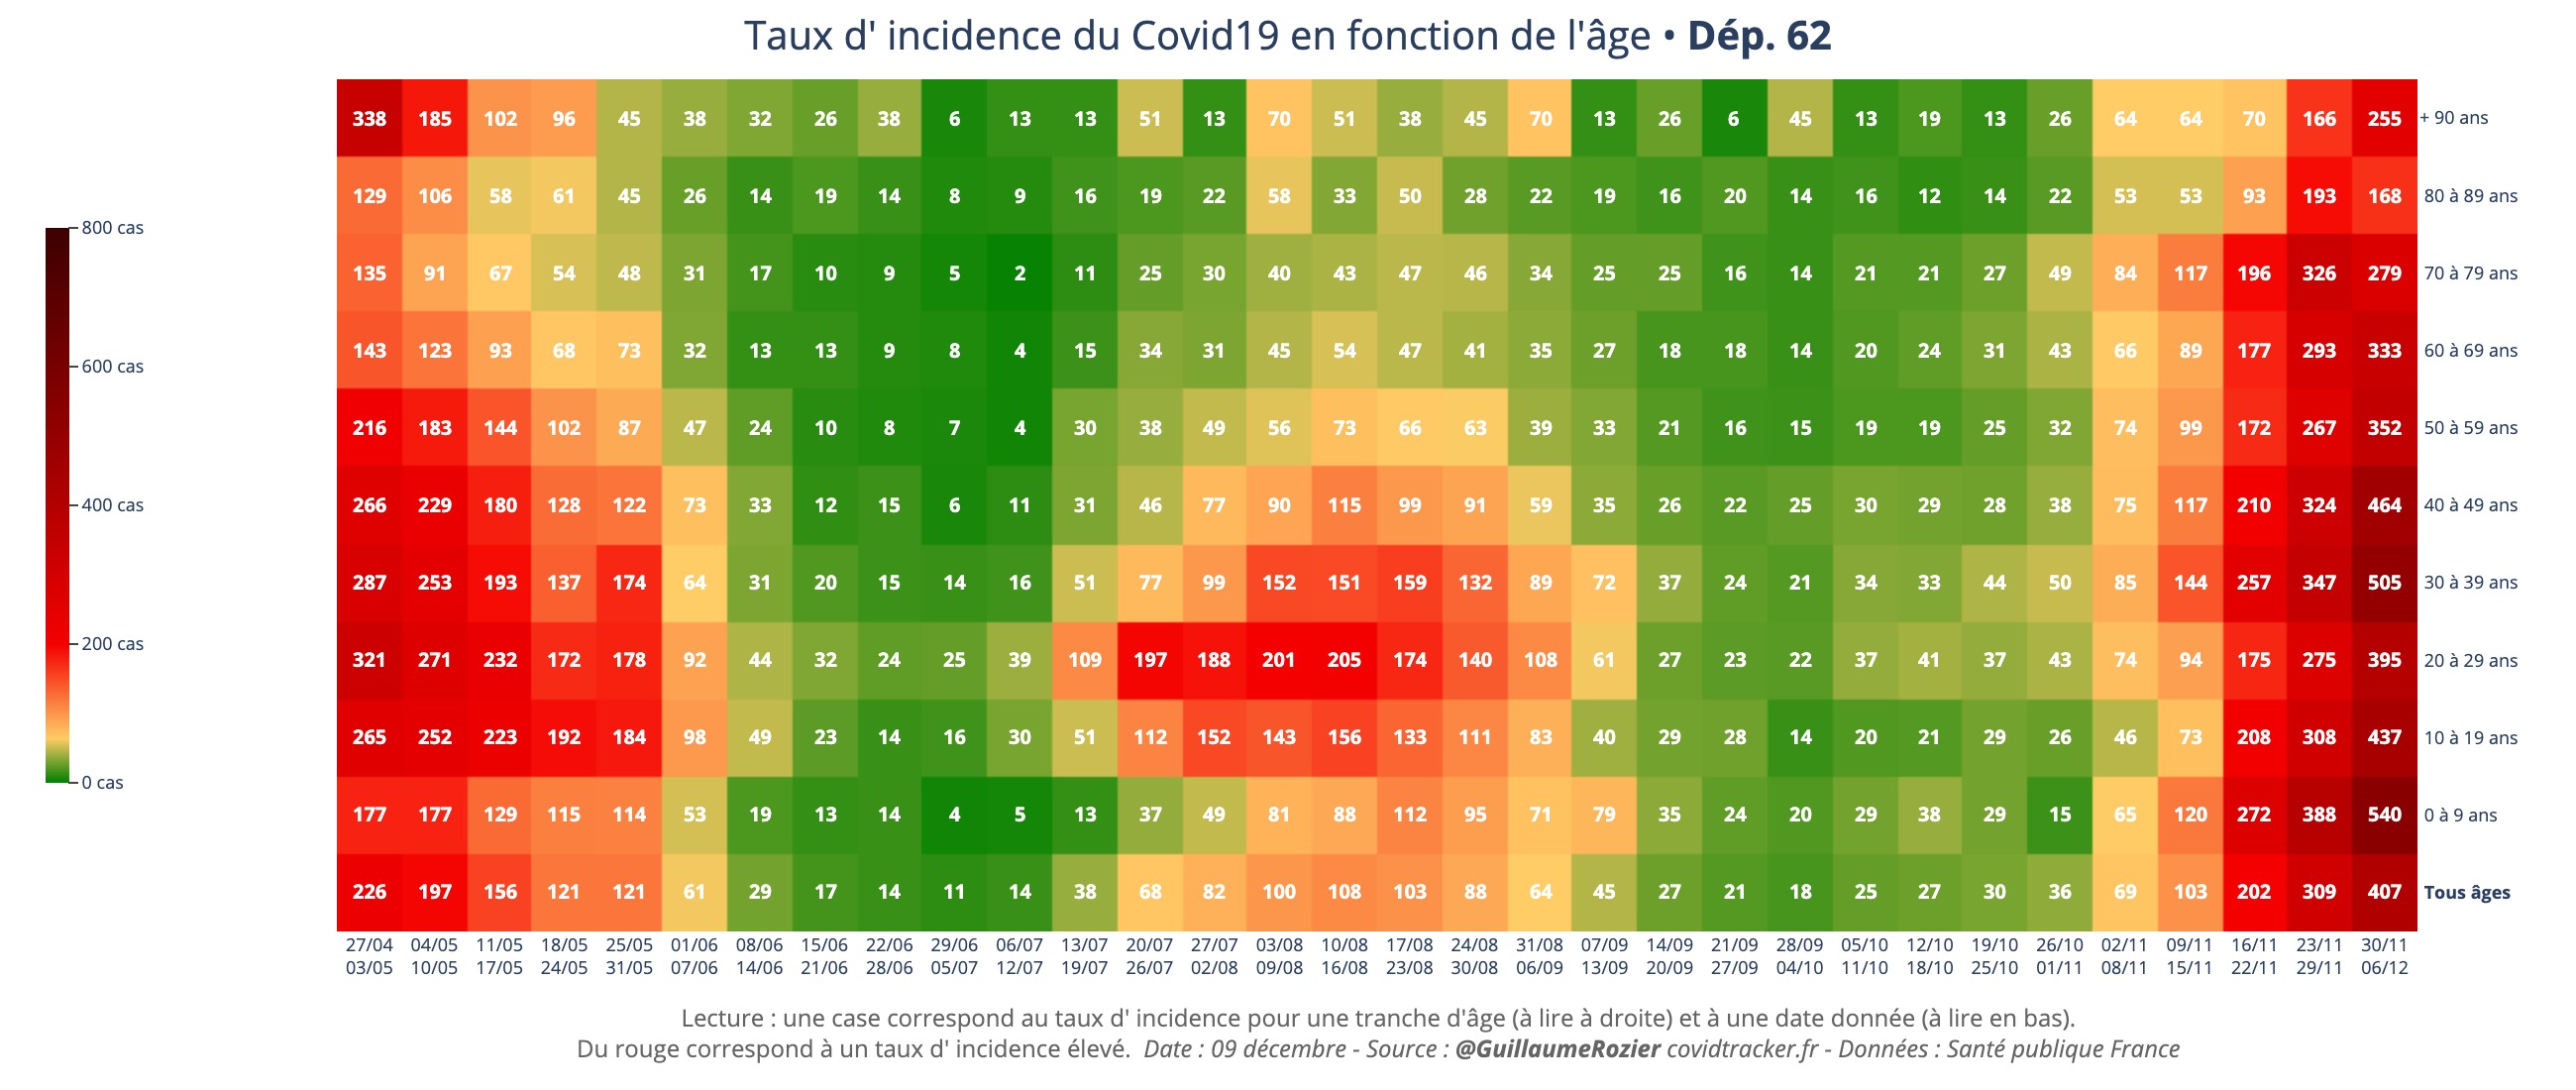 Taux d' incidence du Covid19 en fonction de l'âge • Dép. 62
800 cas
600 cas
400 cas
200 cas
0 cas
338 185 102 96 45 38 32 26 38 6 13 13 51 13 70 51 38 45 70 13 26 6 45 13 19 13 26 64 64 70 166 255 + 90 ans
129 106 58 61 45 26 14 19 14 8 9 16 19 22 58 33 50 28 22 19 16 20 14 16 12 14 22 53 53 93 193 168 80 à 89 ans
135 91 67 54 48 31 17 10 9 5 2 11 25 30 40 43 47 46 34 25 25 16 14 21 21 27 49 84 117 196 326 279 70 à 79 ans
143 123 93 68 73 32 13 13 9 8 4 15 34 31 45 54 47 41 35 27 18 18 14 20 24 31 43 66 89 177 293 333 60 à 69 ans
216 183 144 102 87 47 24 10 8 7 4 30 38 49 56 73 66 63 39 33 21 16 15 19 19 25 32 74 99 172 267 352 50 à 59 ans
266 229 180 128 122 73 33 12 15 6 11 31 46 77 90 115 99 91 59 35 26 22 25 30 29 28 38 75 117 210 324 464 40 à 49 ans
287 253 193 137 174 64 31 20 15 14 16 51 77 99 152 151 159 132 89 72 37 24 21 34 33 44 50 85 144 257 347 505 30 à 39 ans
321 271 232 172 178 92 44 32 24 25 39 109 197 188 201 205 174 140 108 61 27 23 22 37 41 37 43 74 94 175 275 395 20 à 29 ans
265 252 223 192 184 98 49 23 14 16 30 51 112 152 143 156 133 111 83 40 29 28 14 20 21 29 26 46 73 208 308 437 10 à 19 ans
177 177 129 115 114 53 19 13 14 4 5 13 37 49 81 88 112 95 71 79 35 24 20 29 38 29 15 65 120 272 388 540 0 à 9 ans
226 197 156 121 121 61 29 17 14 11 14 38 68 82 100 108 103 88 64 45 27 21 18 25 27 30 36 69 103 202 309 407 Tous âges
27/04 04/05 11/05 18/05 25/05 01/06 08/06 15/06 22/06 29/06 06/07 13/07 20/07 27/07 03/08 10/08 17/08 24/08 31/08 07/09 14/09 21/09 28/09 05/10 12/10 19/10 26/10 02/11 09/11 16/11 23/11 30/11
03/05 10/05 17/05 24/05 31/05 07/06 14/06 21/06 28/06 05/07 12/07 19/07 26/07 02/08 09/08 16/08 23/08 30/08 06/09 13/09 20/09 27/09 04/10 11/10 18/10 25/10 01/11 08/11 15/11 22/11 29/11 06/12
Lecture : une case correspond au taux d' incidence pour une tranche d'âge (à lire à droite) et à une date donnée (à lire en bas).
Du rouge correspond à un taux d' incidence élevé. Date : 09 décembre - Source : @GuillaumeRozier covidtracker.fr - Données : Santé publique France